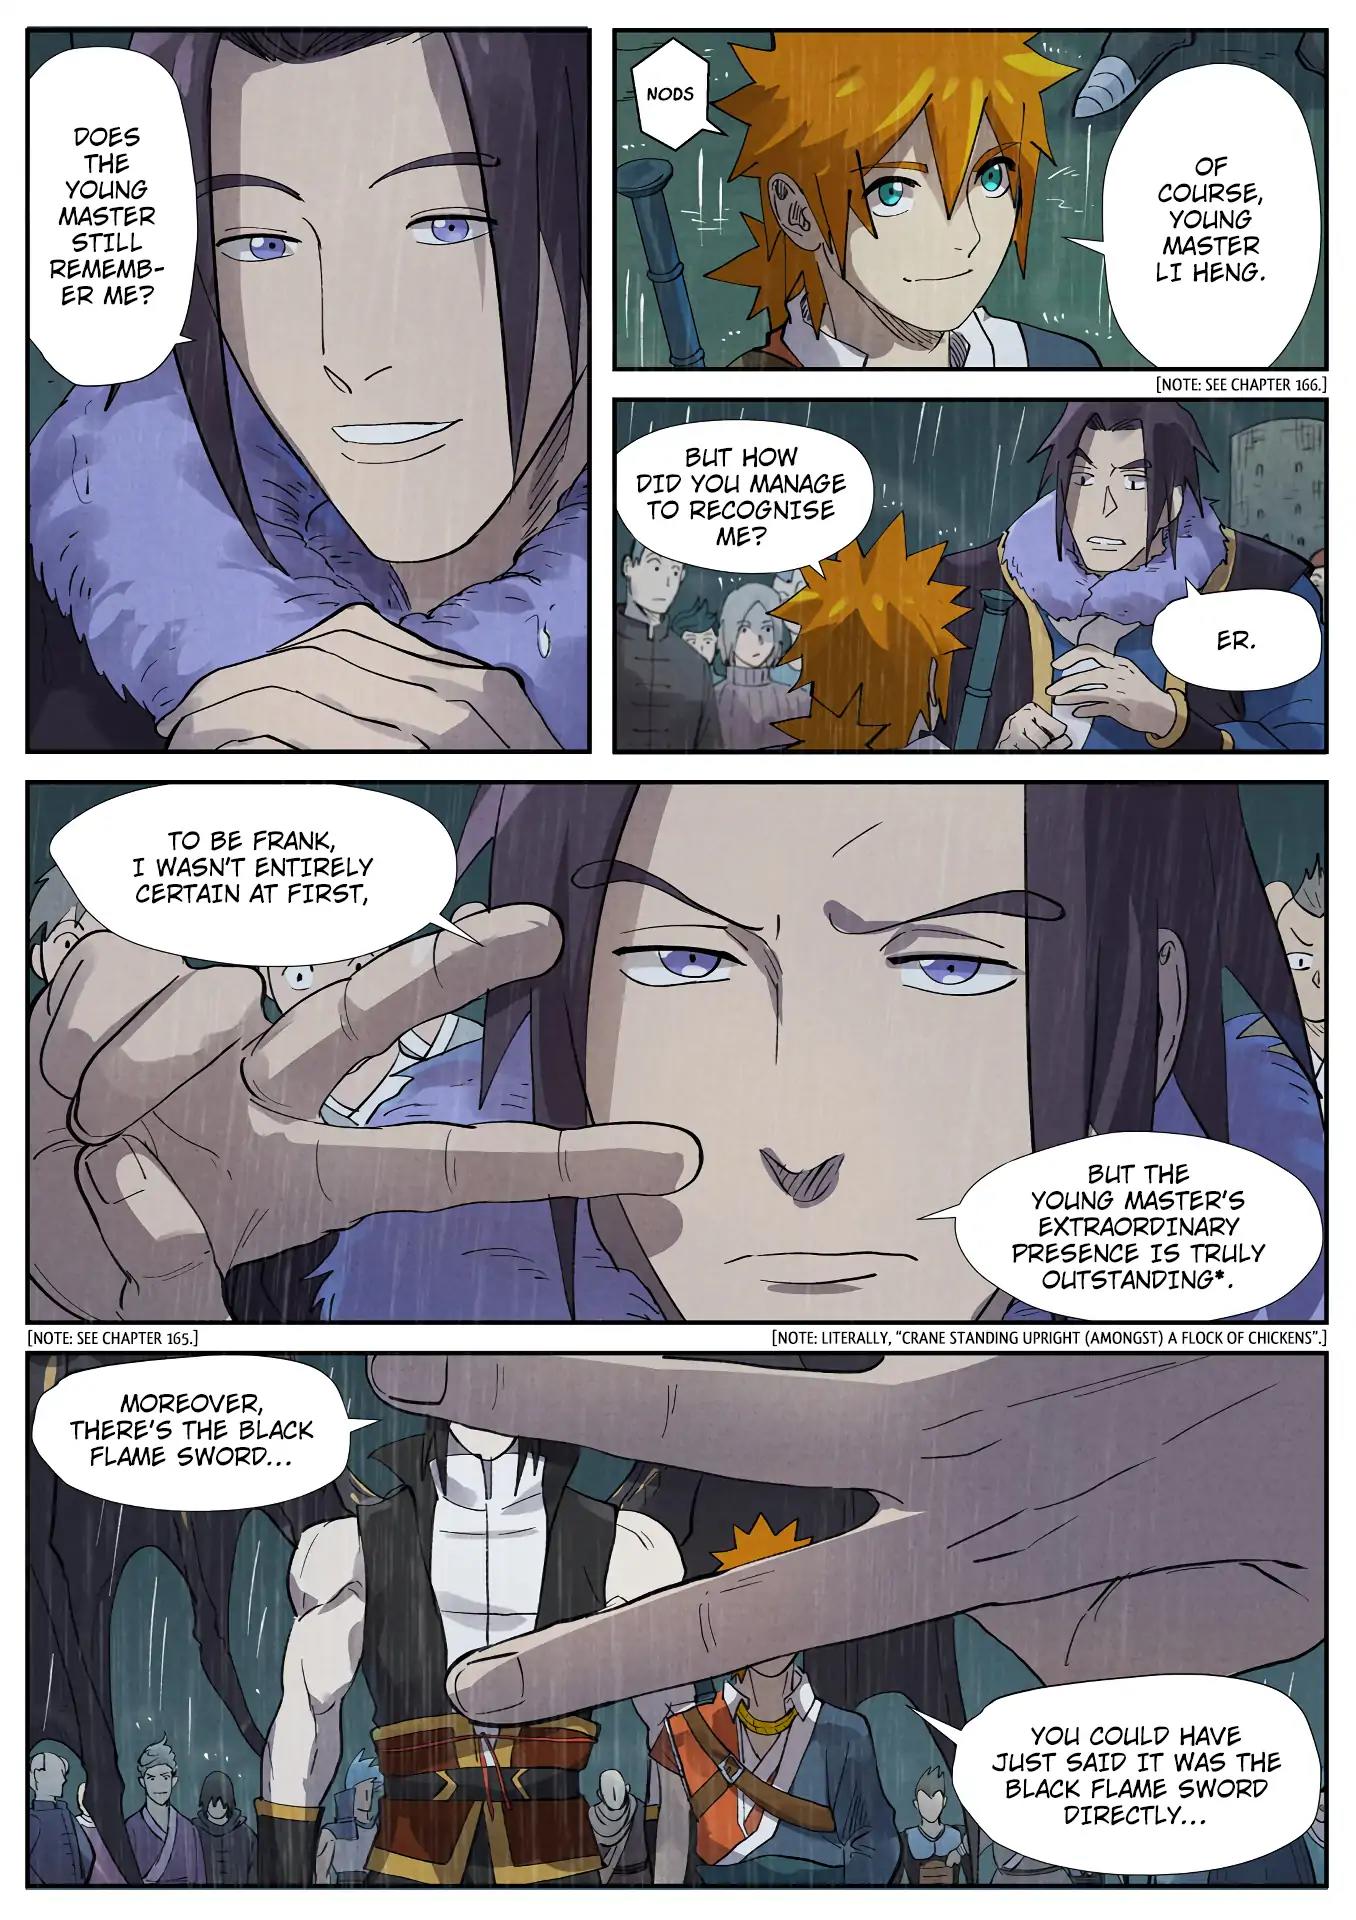 DOES
THE
YOUNG
MASTER
STILL
REMEMB-
ER ME?
NODS
OF
COURSE,
YOUNG
MASTER
LI HENG.
[NOTE: SEE CHAPTER 166.]
BUT HOW
DID YOU MANAGE
TO RECOGNISE
ME?
ER.
TO BE FRANK,
I WASN'T ENTIRELY
CERTAIN AT FIRST,
BUT THE
YOUNG MASTER'S
EXTRAORDINARY
PRESENCE IS TRULY
OUTSTANDING*.
[NOTE: SEE CHAPTER 165.]
[NOTE: LITERALLY, “CRANE STANDING UPRIGHT (AMONGST) A FLOCK OF CHICKENS”.]
MOREOVER,
THERE'S THE BLACK
FLAME SWORD...
YOU COULD HAVE
JUST SAID IT WAS THE
BLACK FLAME SWORD
DIRECTLY...